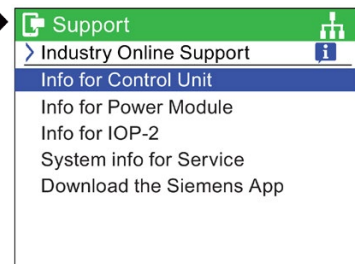 Support
Industry Online Support
Info for Control Unit
Info for Power Module
Info for IOP-2
System info for Service
Download the Siemens App